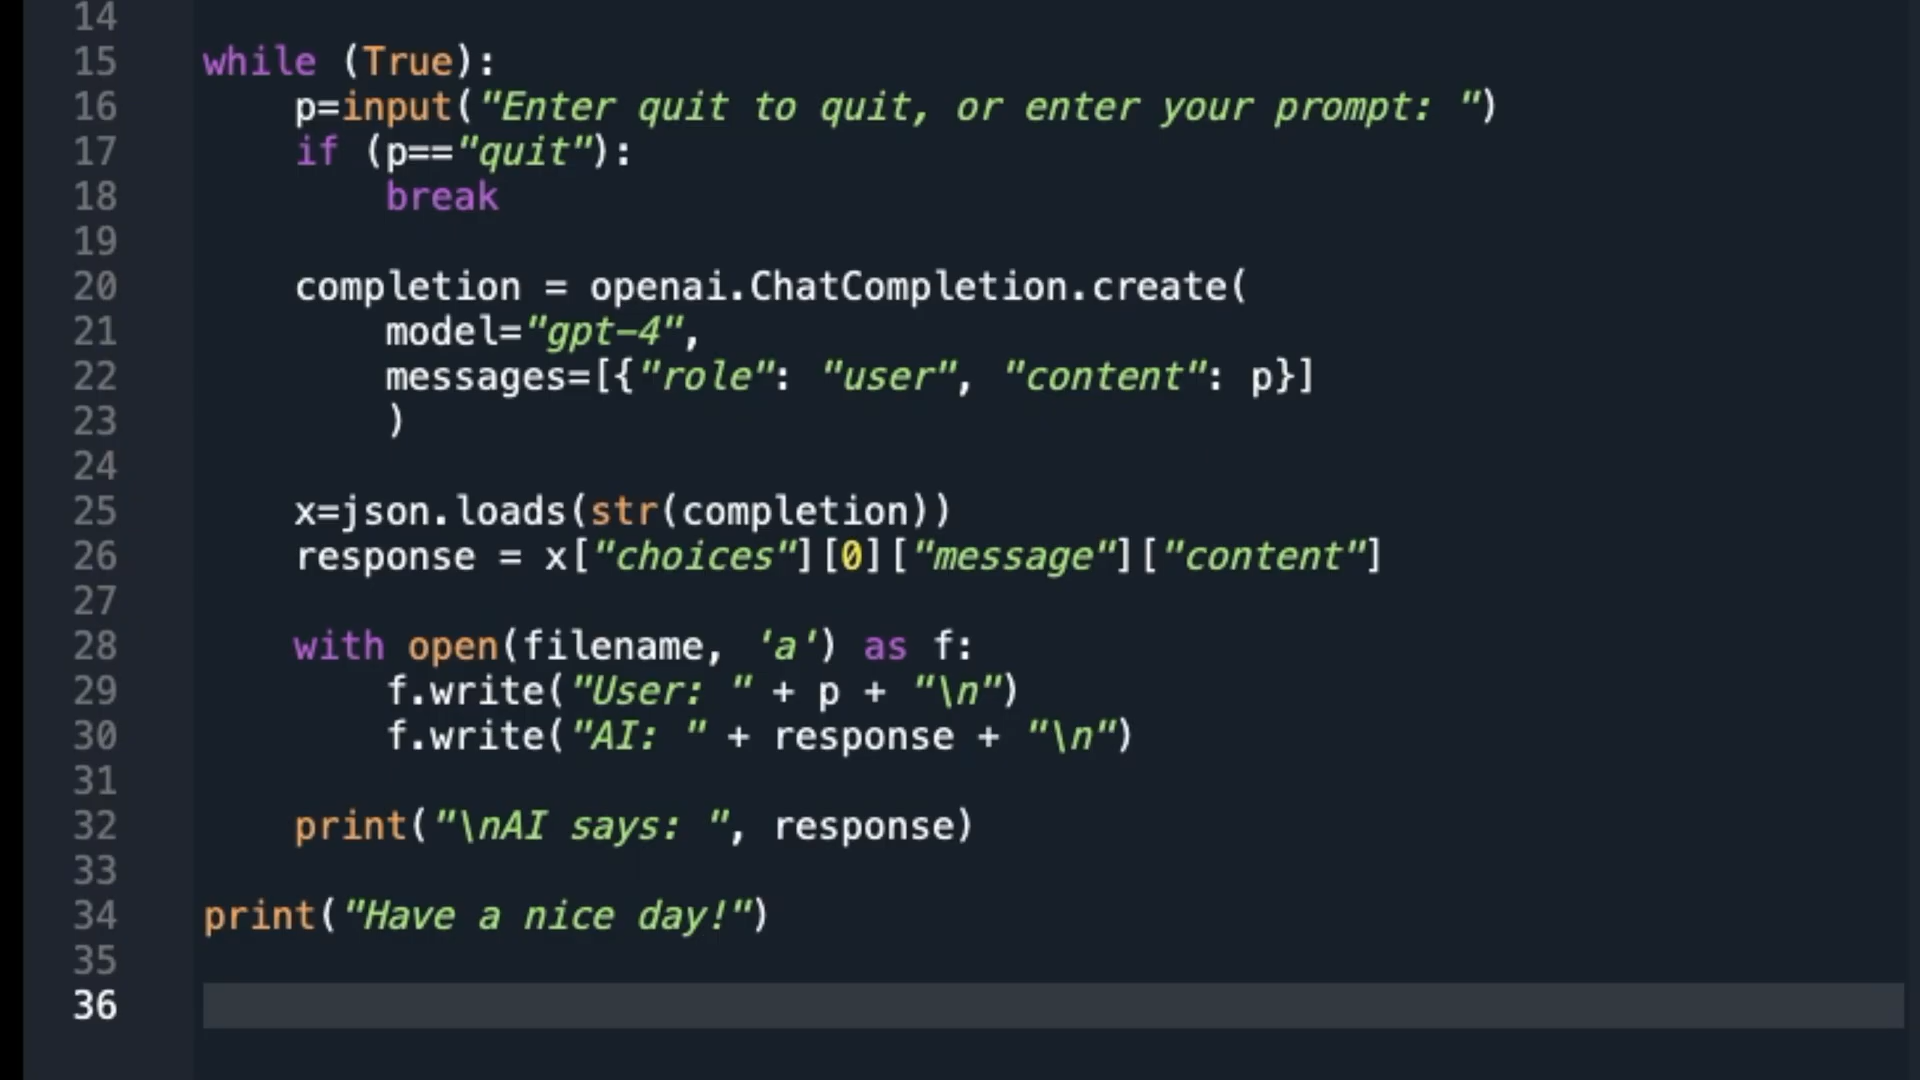 14
15 while (True):
16     p=input("Enter quit to quit, or enter your prompt: ")
17     if (p=="quit"):
18         break
19
20     completion = openai.ChatCompletion.create(
21         model="gpt-4",
22         messages=[{"role": "user", "content": p}]
23         )
24
25     x=json.loads(str(completion))
26     response = x["choices"][0]["message"]["content"]
27
28     with open(filename, 'a') as f:
29         f.write("User: " + p + "\n")
30         f.write("AI: " + response + "\n")
31
32     print("\nAI says: ", response)
33
34 print("Have a nice day!")
35
36